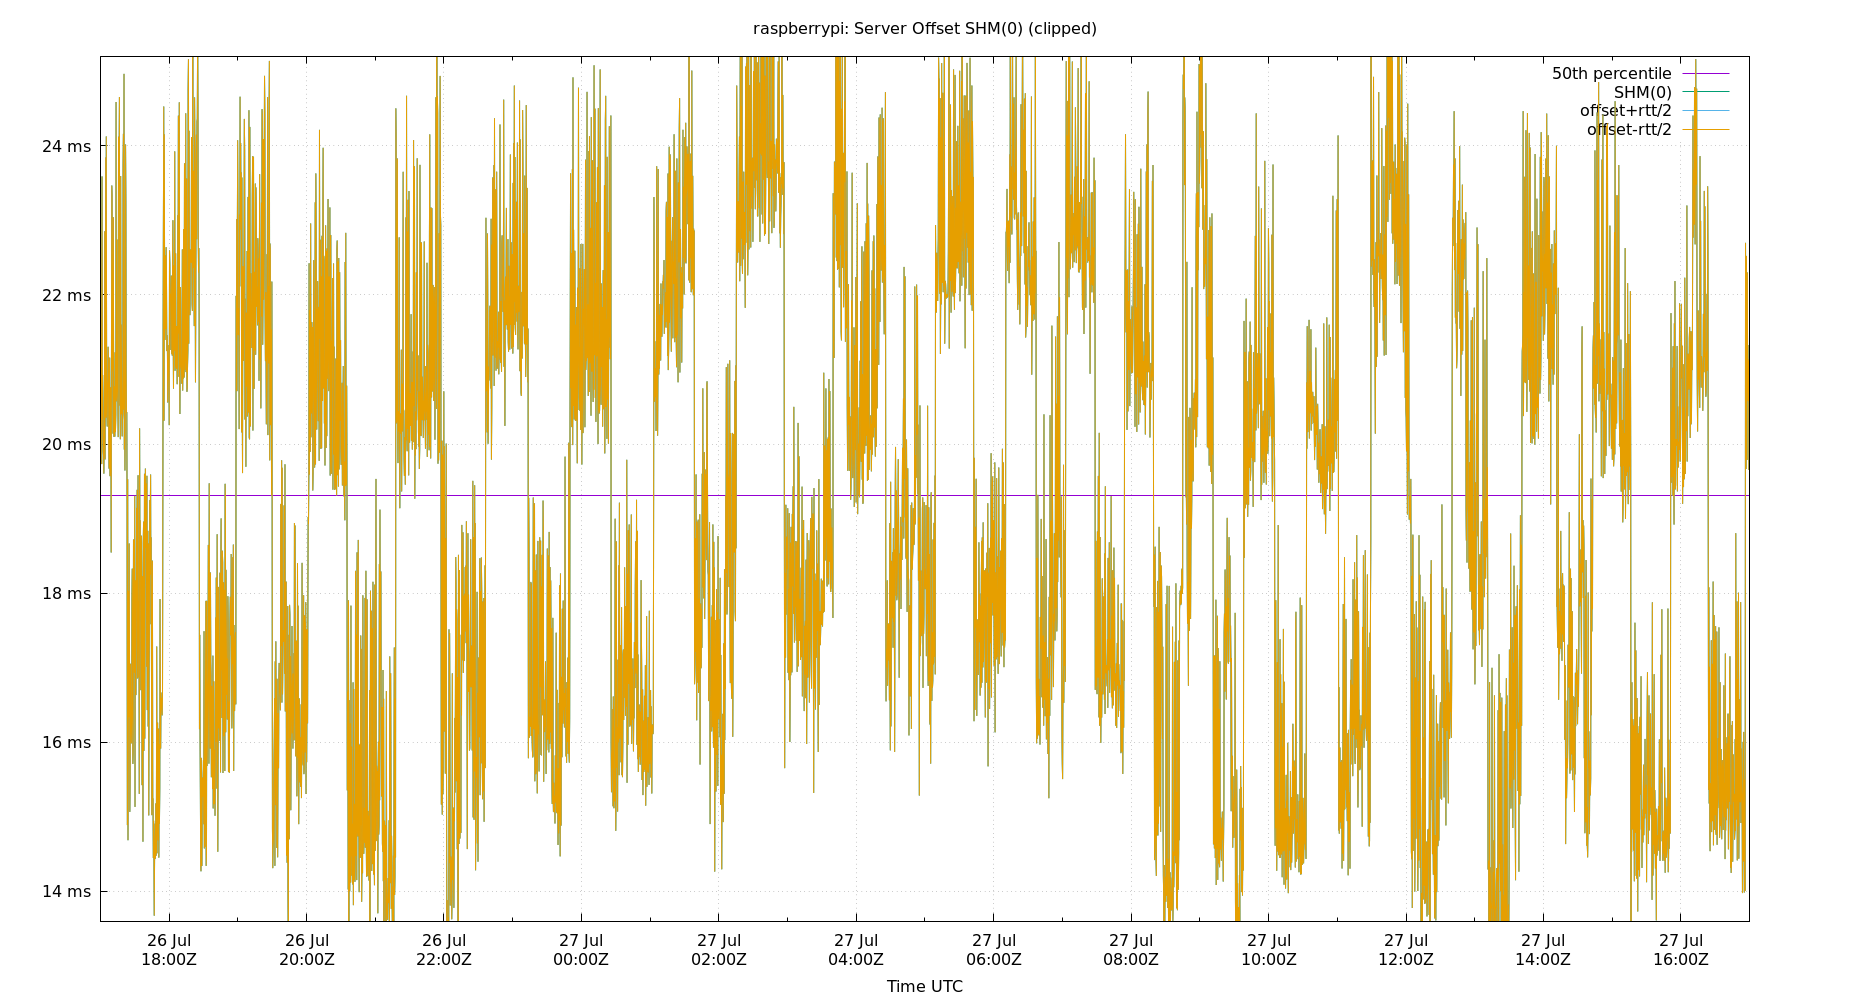 raspberrypi: Server Offset SHM(0) (clipped)
50th percentile
SHM(0)
offset+rtt/2
offset-rtt/2
24 ms
22 ms
20 ms
18 ms
16 ms
14 ms
26 Jul 26 Jul 26 Jul 27 Jul 27 Jul 27 Jul 27 Jul 27 Jul 27 Jul 27 Jul 27 Jul 27 Jul
18:00Z 20:00Z 22:00Z 00:00Z 02:00Z 04:00Z 06:00Z 08:00Z 10:00Z 12:00Z 14:00Z 16:00Z
Time UTC